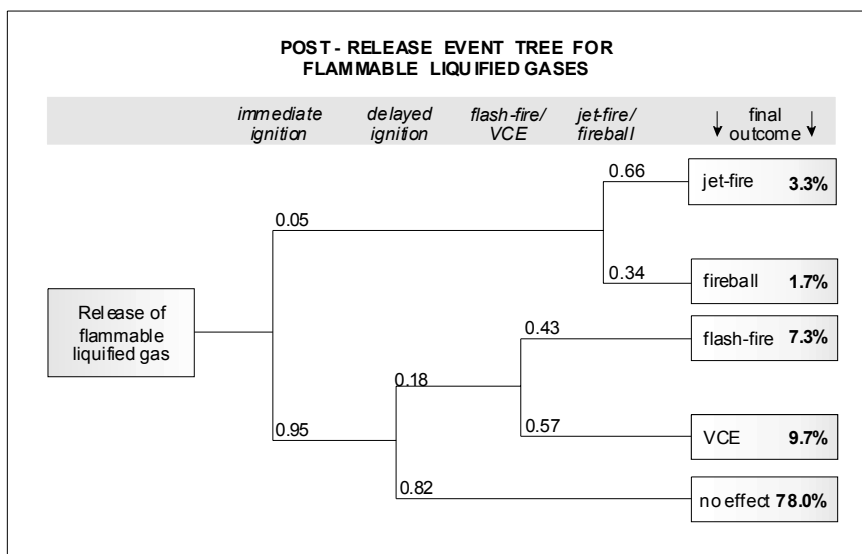 POST - RELEASE EVENT TREE FOR
FLAMMABLE LIQUIFIED GASES
immediate ignition
delayed ignition
flash-fire/ VCE
jet-fire/ fireball
final outcome
0.66
jet-fire 3.3%
0.05
0.34
fireball 1.7%
Release of
flammable
liquified gas
0.43
flash-fire 7.3%
0.18
0.57
VCE 9.7%
0.95
0.82
no effect 78.0%